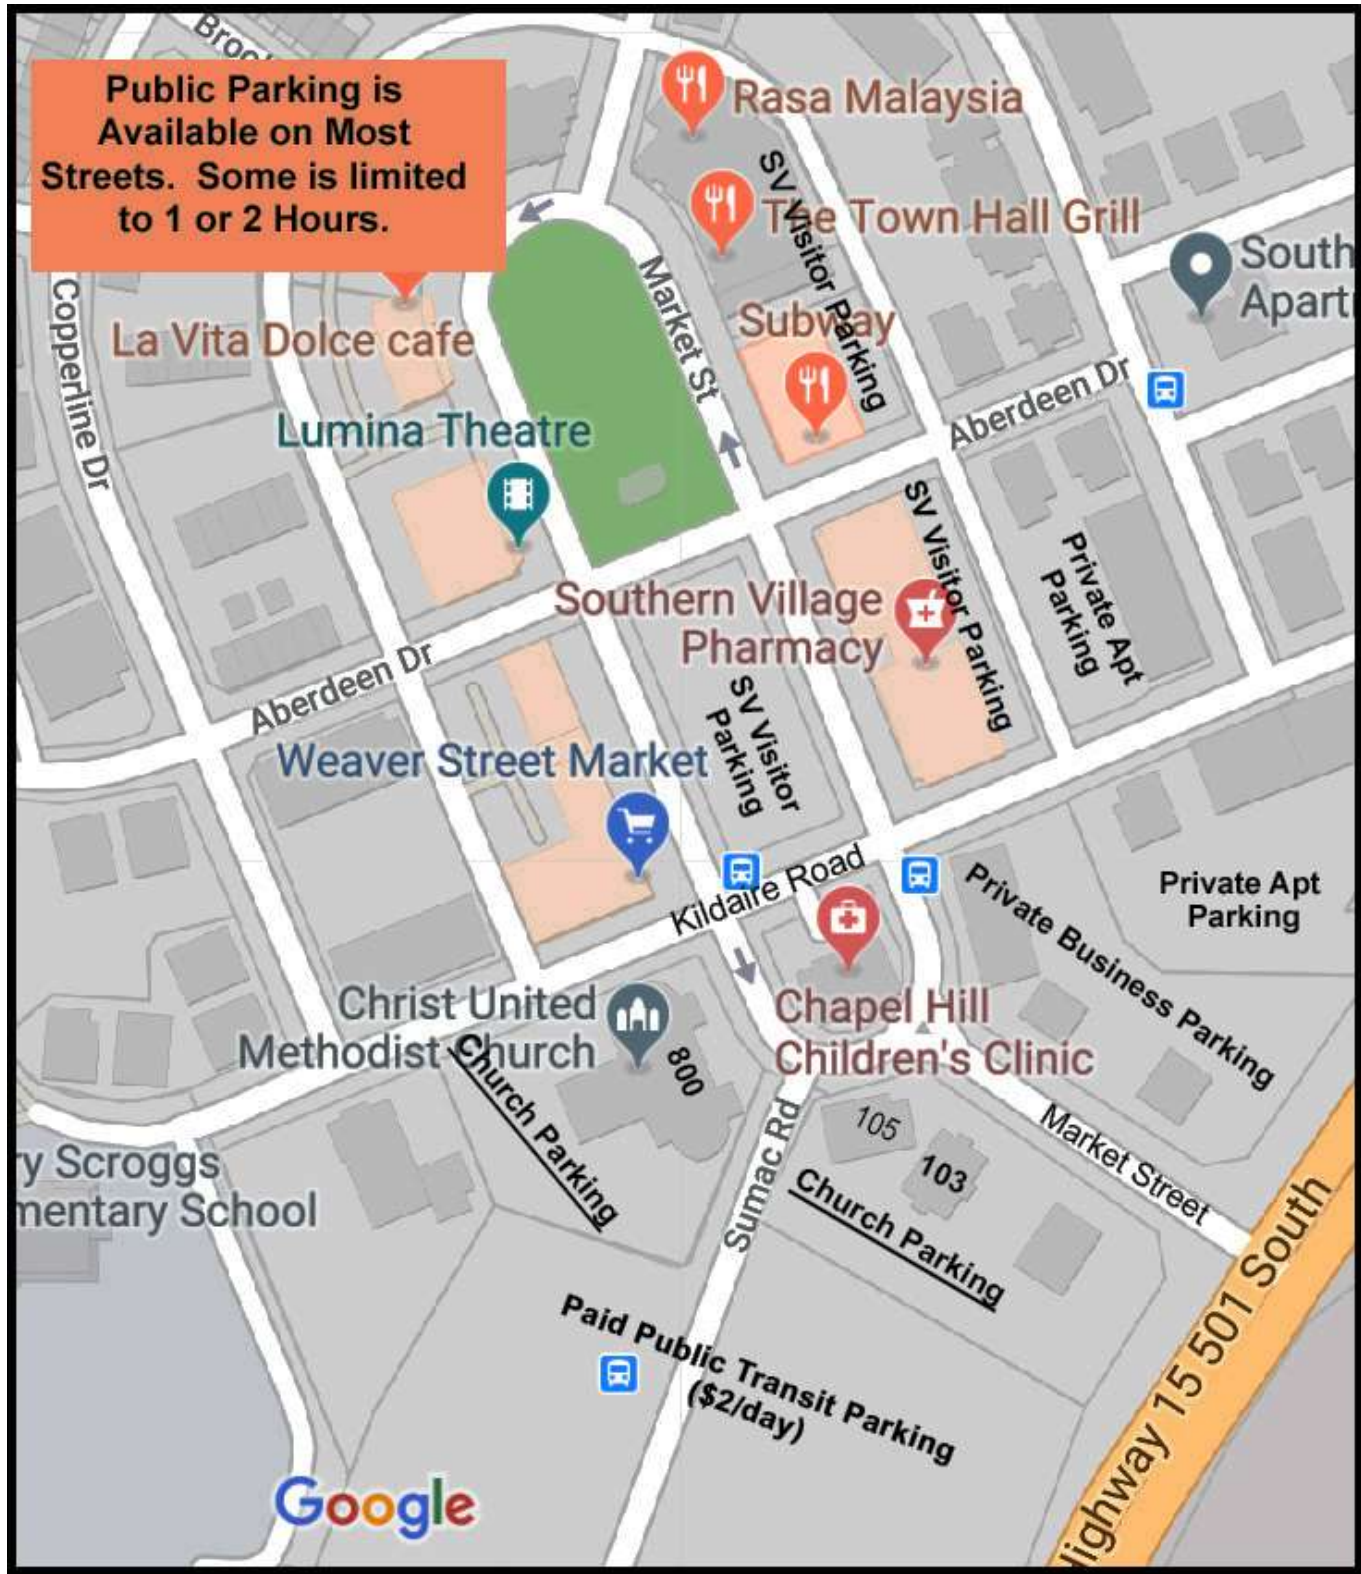 Broo
Public Parking is
Available on Most
Streets.  Some is limited
to 1 or 2 Hours.
Rasa Malaysia
The Town Hall Grill
SV Visitor Parking
South
Apart
Market St
Copperline Dr
La Vita Dolce cafe
Subway
Aberdeen Dr
Lumina Theatre
SV Visitor Parking
Private Apt
Parking
Southern Village
Pharmacy
Aberdeen Dr
SV Visitor
Parking
Weaver Street Market
Kildaire Road
Private Business Parking
Private Apt
Parking
Christ United
Methodist Church
800
Chapel Hill
Children's Clinic
Church Parking
105
103
Market Street
Sumac Rd
Church Parking
ry Scroggs
mentary School
Paid Public Transit Parking
($2/day)
Highway 15 501 South
Google